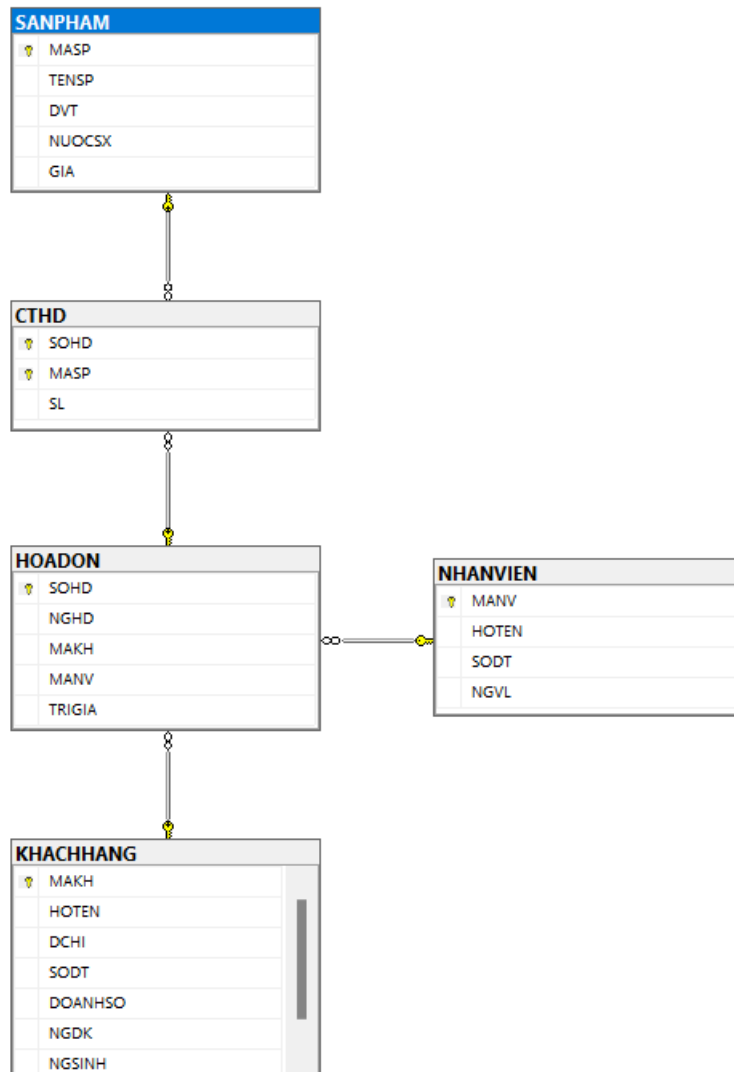 SANPHAM
MASP
TENSP
DVT
NUOCSX
GIA
CTHD
SOHD
MASP
SL
HOADON
SOHD
NGHD
MAKH
MANV
TRIGIA
NHANVIEN
MANV
HOTEN
SODT
NGVL
KHACHHANG
MAKH
HOTEN
DCHI
SODT
DOANHSO
NGDK
NGSINH